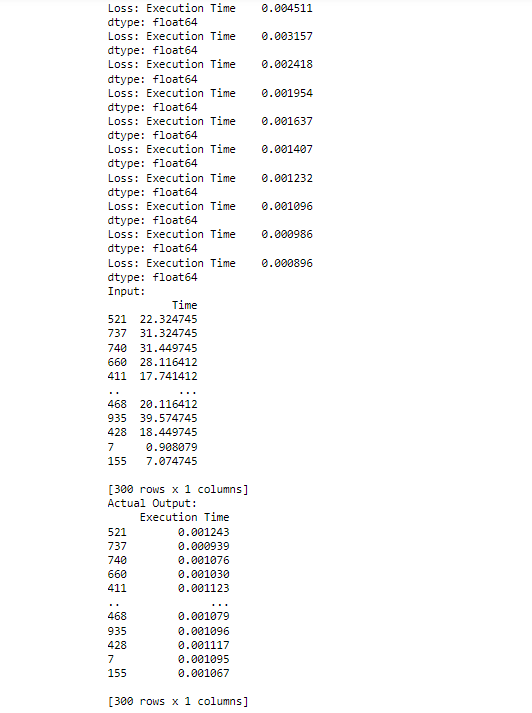 Loss: Execution Time    0.004511
dtype: float64
Loss: Execution Time    0.003157
dtype: float64
Loss: Execution Time    0.002418
dtype: float64
Loss: Execution Time    0.001954
dtype: float64
Loss: Execution Time    0.001637
dtype: float64
Loss: Execution Time    0.001407
dtype: float64
Loss: Execution Time    0.001232
dtype: float64
Loss: Execution Time    0.001096
dtype: float64
Loss: Execution Time    0.000986
dtype: float64
Loss: Execution Time    0.000896
dtype: float64
Input:
Time
521  22.324745
737  31.324745
740  31.449745
660  28.116412
411  17.741412
..         ...
468  20.116412
935  39.574745
428  18.449745
7     0.908079
155   7.074745
[300 rows x 1 columns]
Actual Output:
Execution Time
521        0.001243
737        0.000939
740        0.001076
660        0.001030
411        0.001123
..              ...
468        0.001079
935        0.001096
428        0.001117
7          0.001095
155        0.001067
[300 rows x 1 columns]